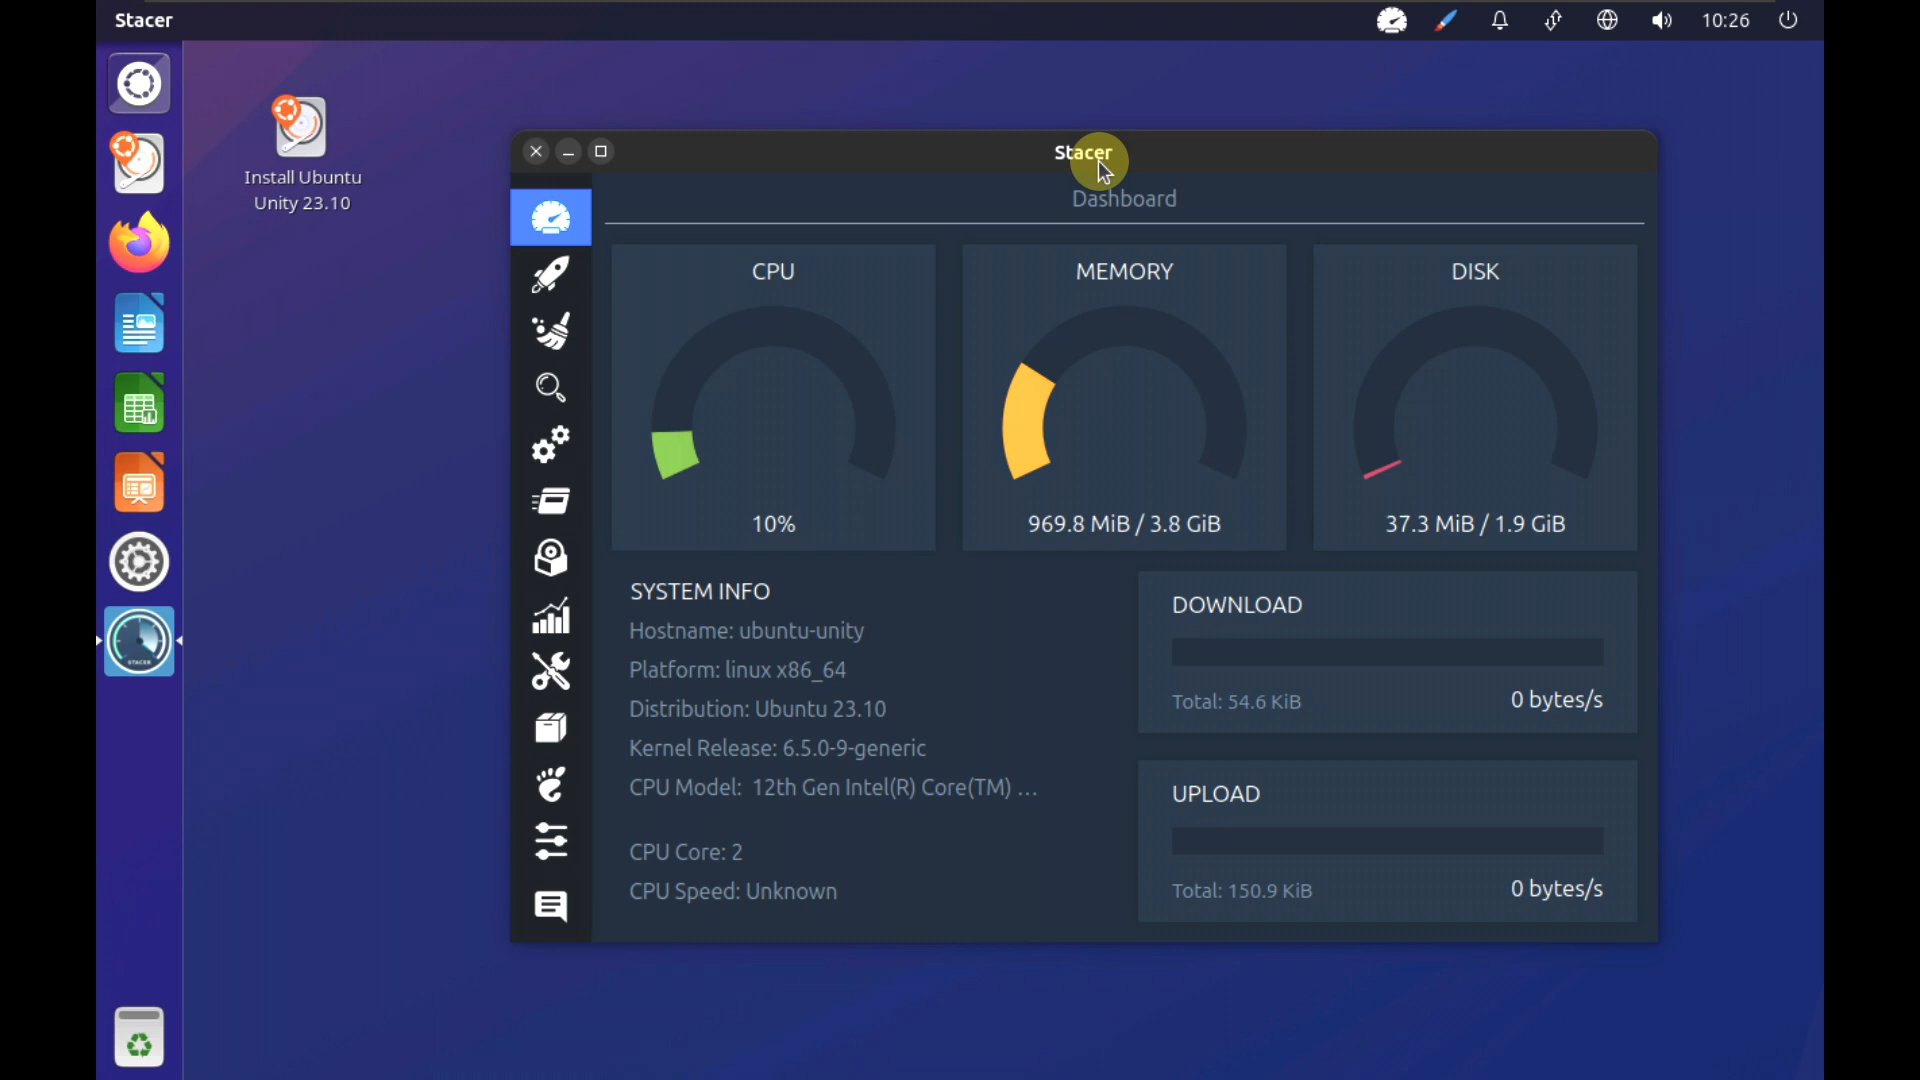 Stacer
10:26
Install Ubuntu
Unity 23.10
Stacer
Dashboard
CPU
10%
MEMORY
969.8 MiB / 3.8 GiB
DISK
37.3 MiB / 1.9 GiB
SYSTEM INFO
Hostname: ubuntu-unity
Platform: linux x86_64
Distribution: Ubuntu 23.10
Kernel Release: 6.5.0-9-generic
CPU Model: 12th Gen Intel(R) Core(TM) ...
CPU Core: 2
CPU Speed: Unknown
DOWNLOAD
Total: 54.6 KiB
0 bytes/s
UPLOAD
Total: 150.9 KiB
0 bytes/s
STACER